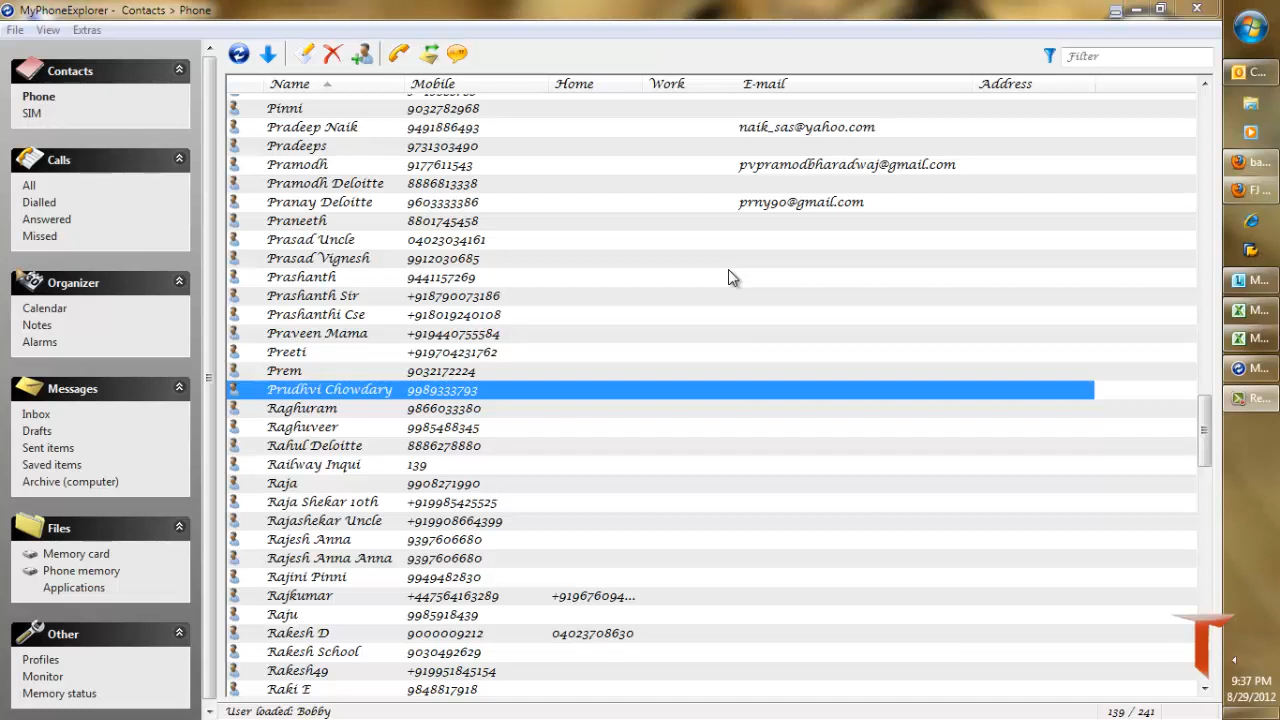 MyPhoneExplorer - Contacts > Phone
File View Extras
Contacts
Phone
SIM
Calls
All
Dialled
Answered
Missed
Organizer
Calendar
Notes
Alarms
Messages
Inbox
Drafts
Sent items
Saved items
Archive (computer)
Files
Memory card
Phone memory
Applications
Other
Profiles
Monitor
Memory status
Filter
Name Mobile Home Work E-mail Address
Pinni 9032782968
Pradeep Naik 9491886493 naik_sas@yahoo.com
Pradeeps 9731303490
Pramodh 9177611543 pvpramodbharadwaj@gmail.com
Pramodh Deloitte 8886813338
Pranay Deloitte 9603333386 prny90@gmail.com
Praneeth 8801745458
Prasad Uncle 04023034161
Prasad Vignesh 9912030685
Prashanth 9441157269
Prashanth Sir +918790073186
Prashanthi Cse +918019240108
Praveen Mama +919440755584
Preeti +919704231762
Prem 9032172224
Prudhvi Chowdary 9989333793
Raghuram 9866033380
Raghuveer 9985488345
Rahul Deloitte 8886278880
Railway Inqui 139
Raja 9908271990
Raja Shekar 10th +919985425525
Rajashekar Uncle +919908664399
Rajesh Anna 9397606680
Rajesh Anna Anna 9397606680
Rajini Pinni 9949482830
Rajkumar +447564163289 +919676094...
Raju 9985918439
Rakesh D 9000009212 04023708630
Rakesh School 9030492629
Rakesh49 +919951845154
Raki E 9848817918
User loaded: Bobby 139 / 241
C...
ba...
FJ ...
M...
M...
M...
M...
Re...
9:37 PM
8/29/2012